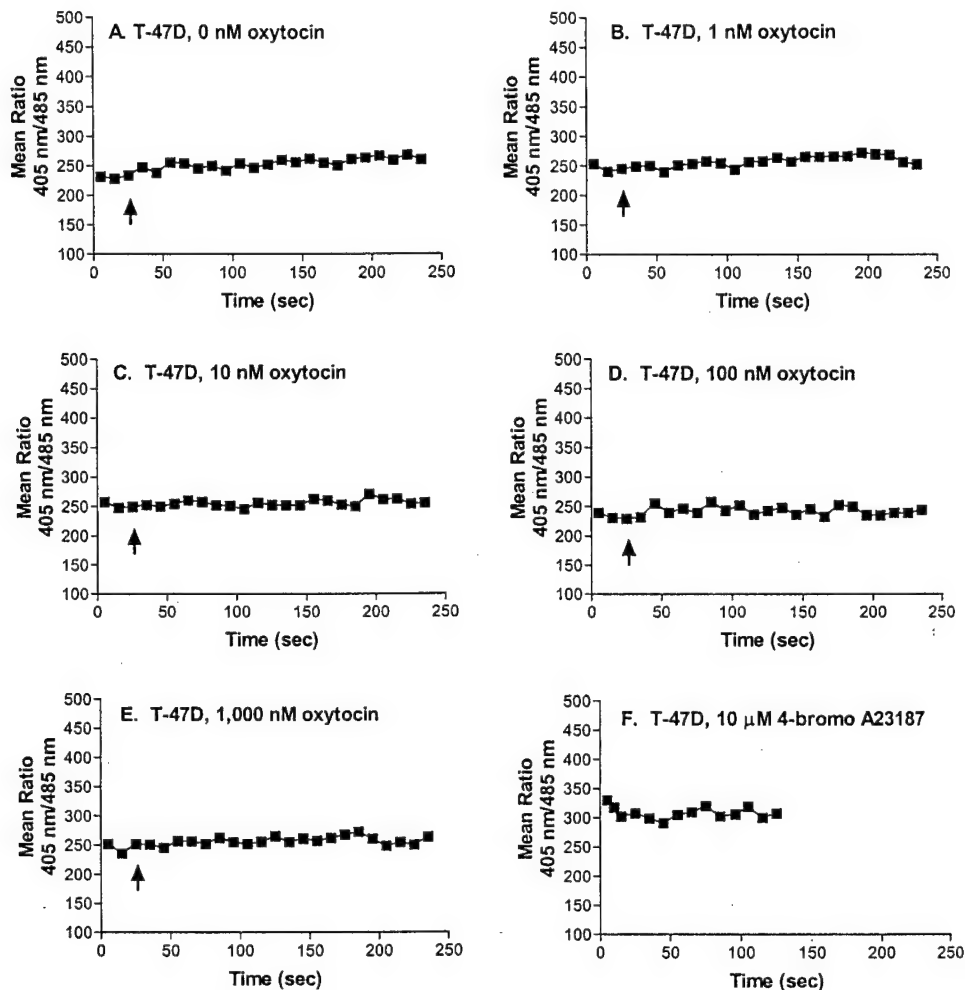 A. T-47D, 0 nM oxytocin
Mean Ratio
405 nm/485 nm
500
450
400
350
300
250
200
150
100
0 50 100 150 200 250
Time (sec)
B. T-47D, 1 nM oxytocin
Mean Ratio
405 nm/485 nm
500
450
400
350
300
250
200
150
100
0 50 100 150 200 250
Time (sec)
C. T-47D, 10 nM oxytocin
Mean Ratio
405 nm/485 nm
500
450
400
350
300
250
200
150
100
0 50 100 150 200 250
Time (sec)
D. T-47D, 100 nM oxytocin
Mean Ratio
405 nm/485 nm
500
450
400
350
300
250
200
150
100
0 50 100 150 200 250
Time (sec)
E. T-47D, 1,000 nM oxytocin
Mean Ratio
405 nm/485 nm
500
450
400
350
300
250
200
150
100
0 50 100 150 200 250
Time (sec)
F. T-47D, 10 μM 4-bromo A23187
Mean Ratio
405 nm/485 nm
500
450
400
350
300
250
200
150
100
0 50 100 150 200 250
Time (sec)